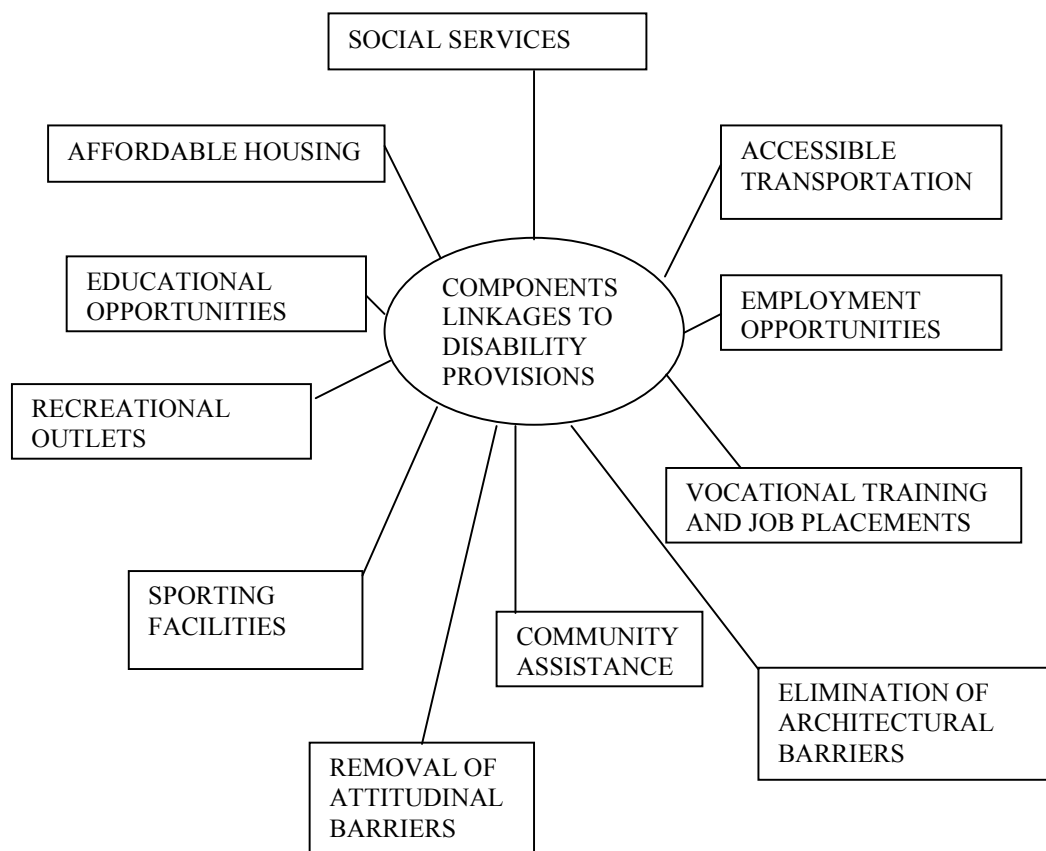 SOCIAL SERVICES
AFFORDABLE HOUSING
ACCESSIBLE
TRANSPORTATION
EDUCATIONAL
OPPORTUNITIES
COMPONENTS
LINKAGES TO
DISABILITY
PROVISIONS
EMPLOYMENT
OPPORTUNITIES
RECREATIONAL
OUTLETS
VOCATIONAL TRAINING
AND JOB PLACEMENTS
SPORTING
FACILITIES
COMMUNITY
ASSISTANCE
ELIMINATION OF
ARCHITECTURAL
BARRIERS
REMOVAL OF
ATTITUDINAL
BARRIERS